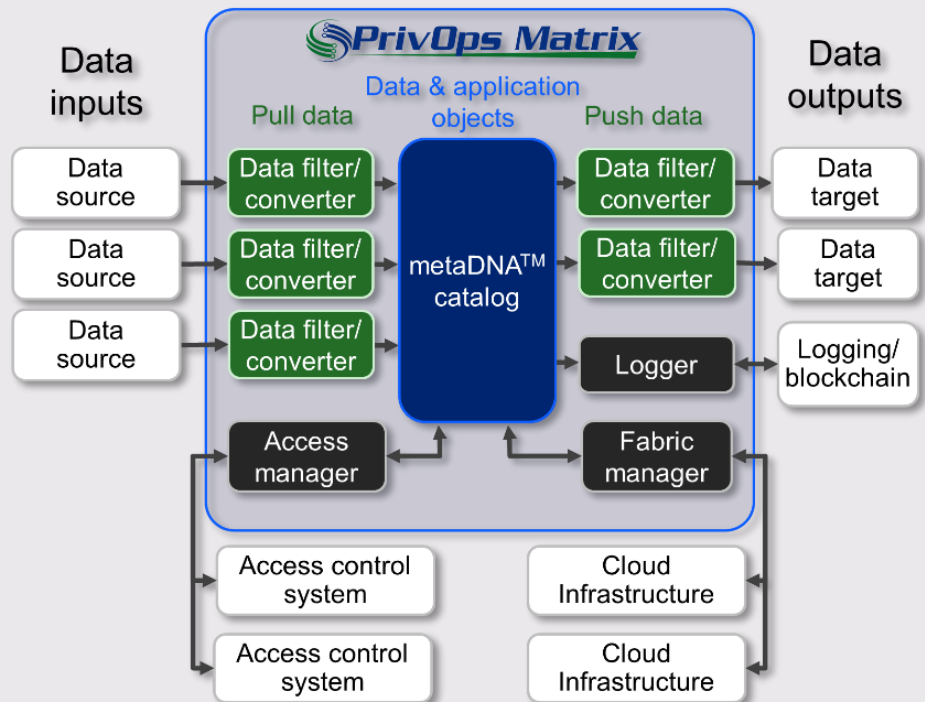 PrivOps Matrix
Data
inputs
Data & application
objects
Data
outputs
Pull data
Push data
Data
source
Data filter/
converter
Data filter/
converter
Data
target
Data
source
Data filter/
converter
metaDNA™
catalog
Data filter/
converter
Data
target
Data
source
Data filter/
converter
Logger
Logging/
blockchain
Access
manager
Fabric
manager
Access control
system
Cloud
Infrastructure
Access control
system
Cloud
Infrastructure